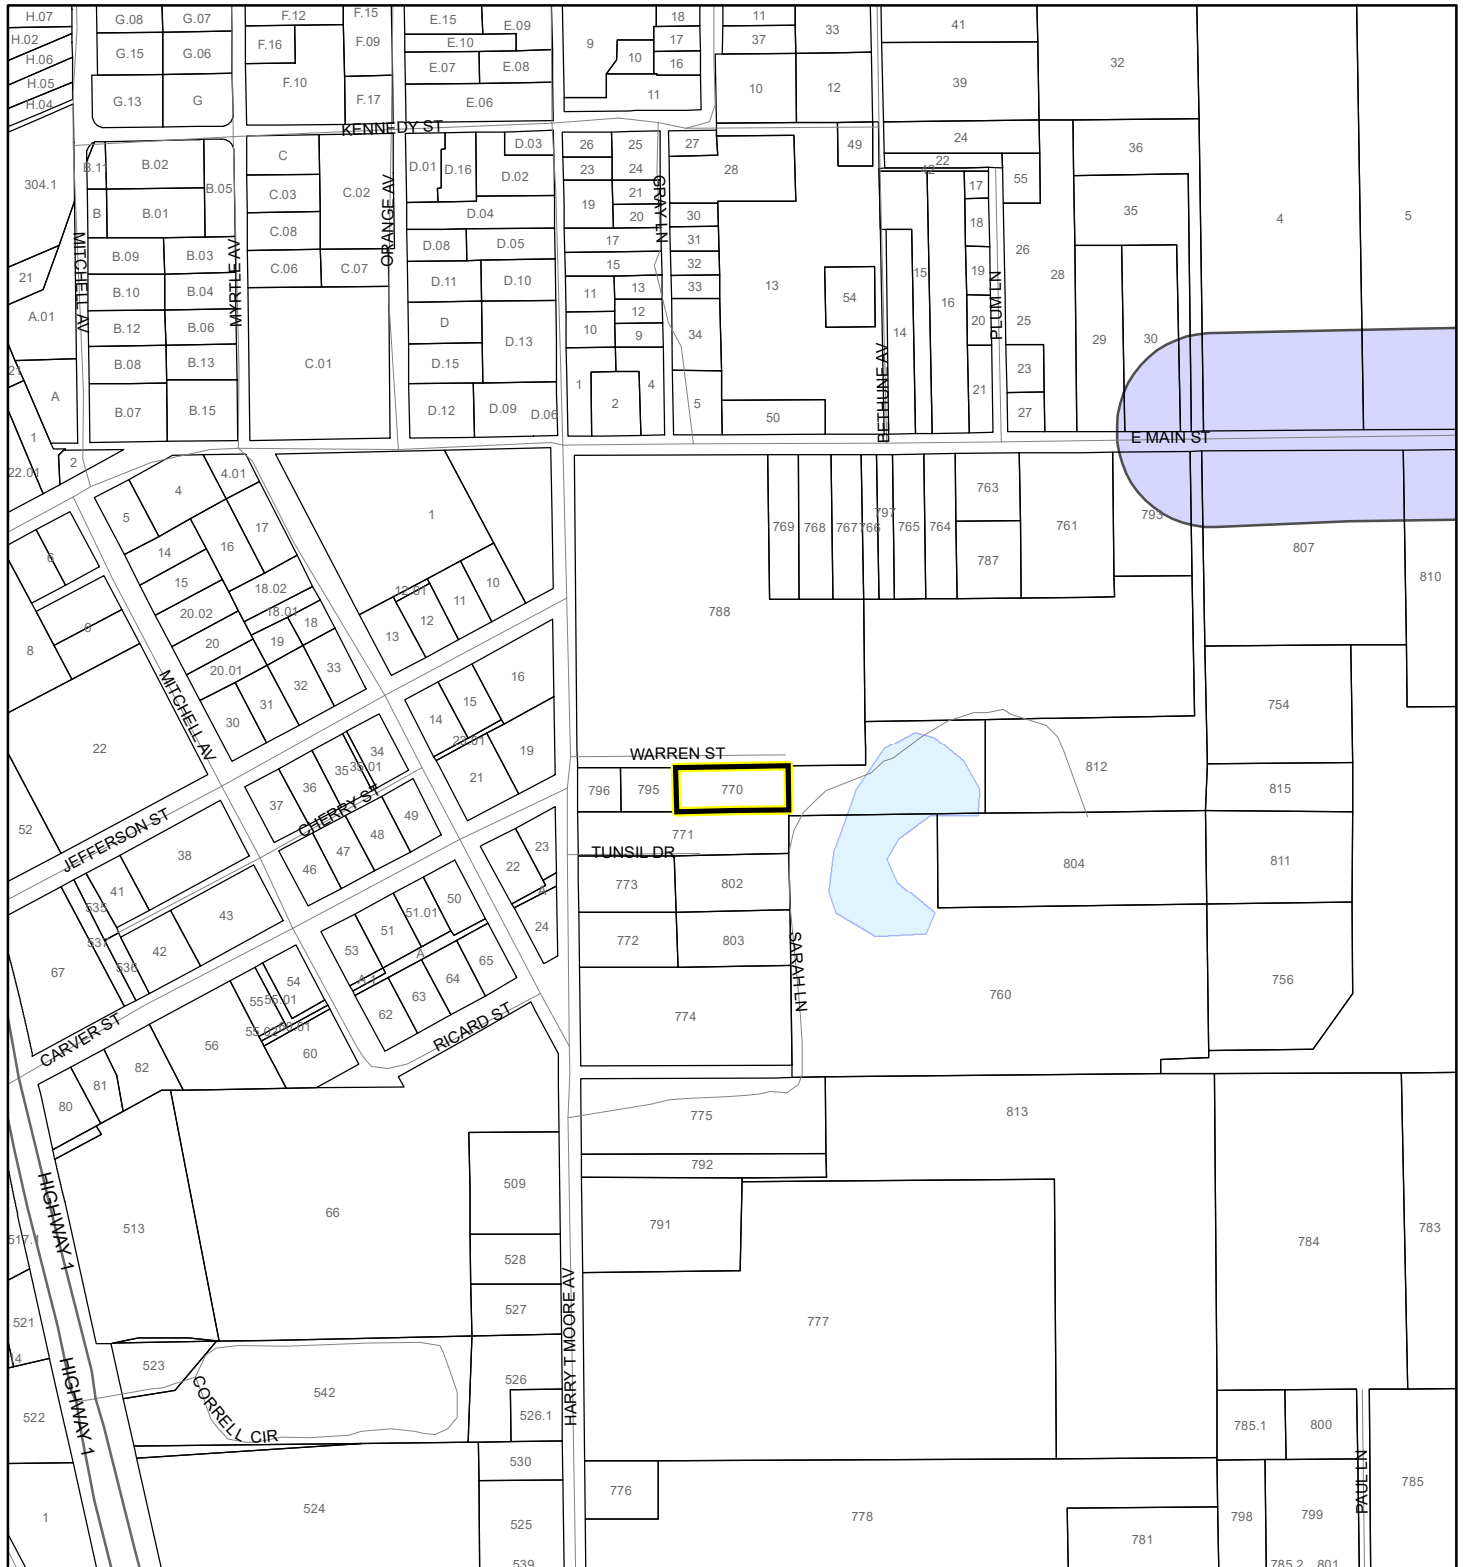 H.07
G.08
F.12
F.15
E.15
E.09
18
11
33
41
32
H.02
G.15
G.06
F.16
F.09
E.10
9
10
17
37
H.06
E.07
E.08
16
39
H.05
F.10
G.13
G
F.17
E.06
11
10
12
H.04
KENNEDY ST
D.03
26
25
27
49
24
36
304.1
B.02
B.05
C
C.02
D.01
D.16
D.02
23
24
28
22
42
55
C.03
ORANGE AV
GRAY LN
21
17
B
B.01
D.04
19
20
30
18
35
4
5
MITCHELL AV
C.08
D.08
D.05
17
31
26
B.09
B.03
MYRTLE AV
C.06
C.07
15
32
15
19
PLUM LN
28
21
D.11
D.10
13
33
13
B.10
B.04
11
54
16
A.01
12
D
D.13
10
9
34
14
20
25
B.12
B.06
29
30
B.08
B.13
C.01
D.15
BETHUNE AV
23
21
A
1
4
21
B.07
B.15
D.12
D.09
D.06
2
5
50
27
1
E MAIN ST
22.01
2
4
4.01
5
1
763
793
17
769
768
767
766
797
765
764
761
6
14
16
787
807
810
15
18.02
12.01
10
20.02
18.01
18
11
788
8
20
19
12
13
20.01
33
MITCHELL AV
32
16
31
15
754
30
14
22
34
23.01
19
WARREN ST
812
35
35.01
21
36
796
795
770
815
37
CHERRY ST
52
JEFFERSON ST
49
48
771
38
47
23
TUNSIL DR
46
22
804
811
41
773
802
535
50
A
43
51.01
51
24
537
42
53
A
772
803
SARAH LN
536
65
67
54
64
756
55
55.01
63
760
62
774
RICARD ST
CARVER ST
56
60
82
81
80
775
813
792
HIGHWAY 1
509
66
791
513
784
783
528
HARRY T MOORE AV
527
521
777
523
542
526
522
CORRELL CIR
526.1
785.1
800
HIGHWAY 1
530
776
PAUL LN
785
1
524
525
778
798
799
781
539
785.2
801